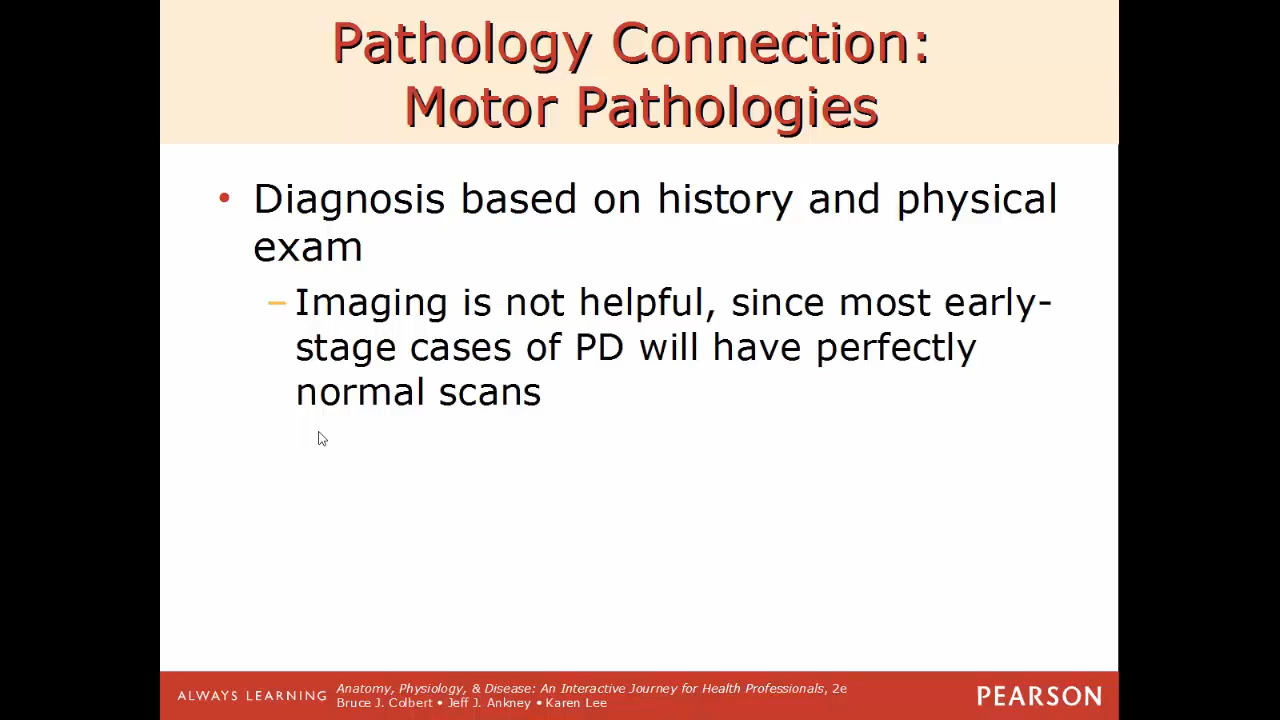 Pathology Connection:
Motor Pathologies
• Diagnosis based on history and physical
exam
– Imaging is not helpful, since most early-
stage cases of PD will have perfectly
normal scans
ALWAYS LEARNING
Anatomy, Physiology, & Disease: An Interactive Journey for Health Professionals, 2e
Bruce J. Colbert • Jeff J. Ankney • Karen Lee
PEARSON